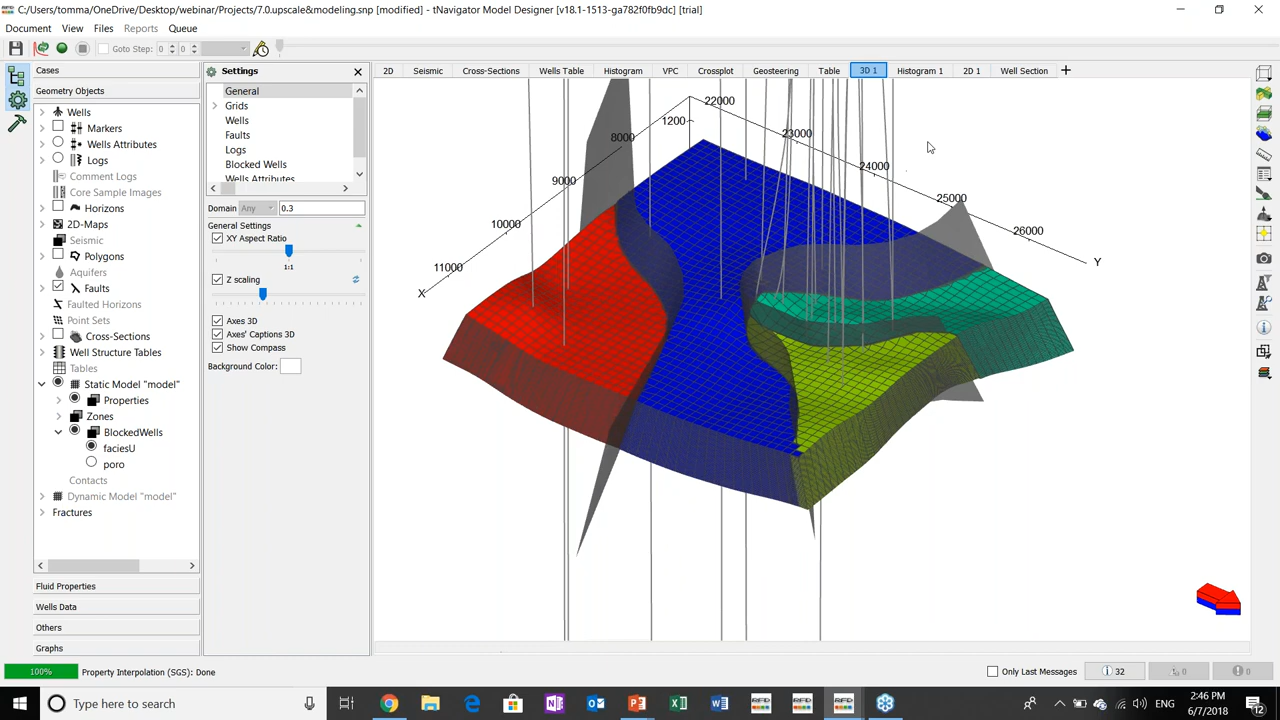 C:/Users/tomma/OneDrive/Desktop/webinar/Projects/7.0.upscale&modeling.snp [modified] - tNavigator Model Designer [v18.1-1513-ga782f0fb9dc] [trial]
Document View Files Reports Queue
Goto Step: 0 0
Cases
Geometry Objects
Wells
Markers
Wells Attributes
Logs
Comment Logs
Core Sample Images
Horizons
2D-Maps
Seismic
Polygons
Aquifers
Faults
Faulted Horizons
Point Sets
Cross-Sections
Well Structure Tables
Tables
Static Model "model"
Properties
Zones
BlockedWells
faciesU
poro
Contacts
Dynamic Model "model"
Fractures
Fluid Properties
Wells Data
Others
Graphs
Settings
General
Grids
Wells
Faults
Logs
Blocked Wells
Wells Attributes
Domain Any 0.3
General Settings
XY Aspect Ratio
1:1
Z scaling
Axes 3D
Axes' Captions 3D
Show Compass
Background Color:
2D Seismic Cross-Sections Wells Table Histogram VPC Crossplot Geosteering Table 3D 1 Histogram 1 2D 1 Well Section
22000
1200
8000
23000
24000
9000
25000
10000
26000
11000
Y
X
100% Property Interpolation (SGS): Done
Only Last Messages 32 0 0
Type here to search
ENG
2:46 PM
6/7/2018